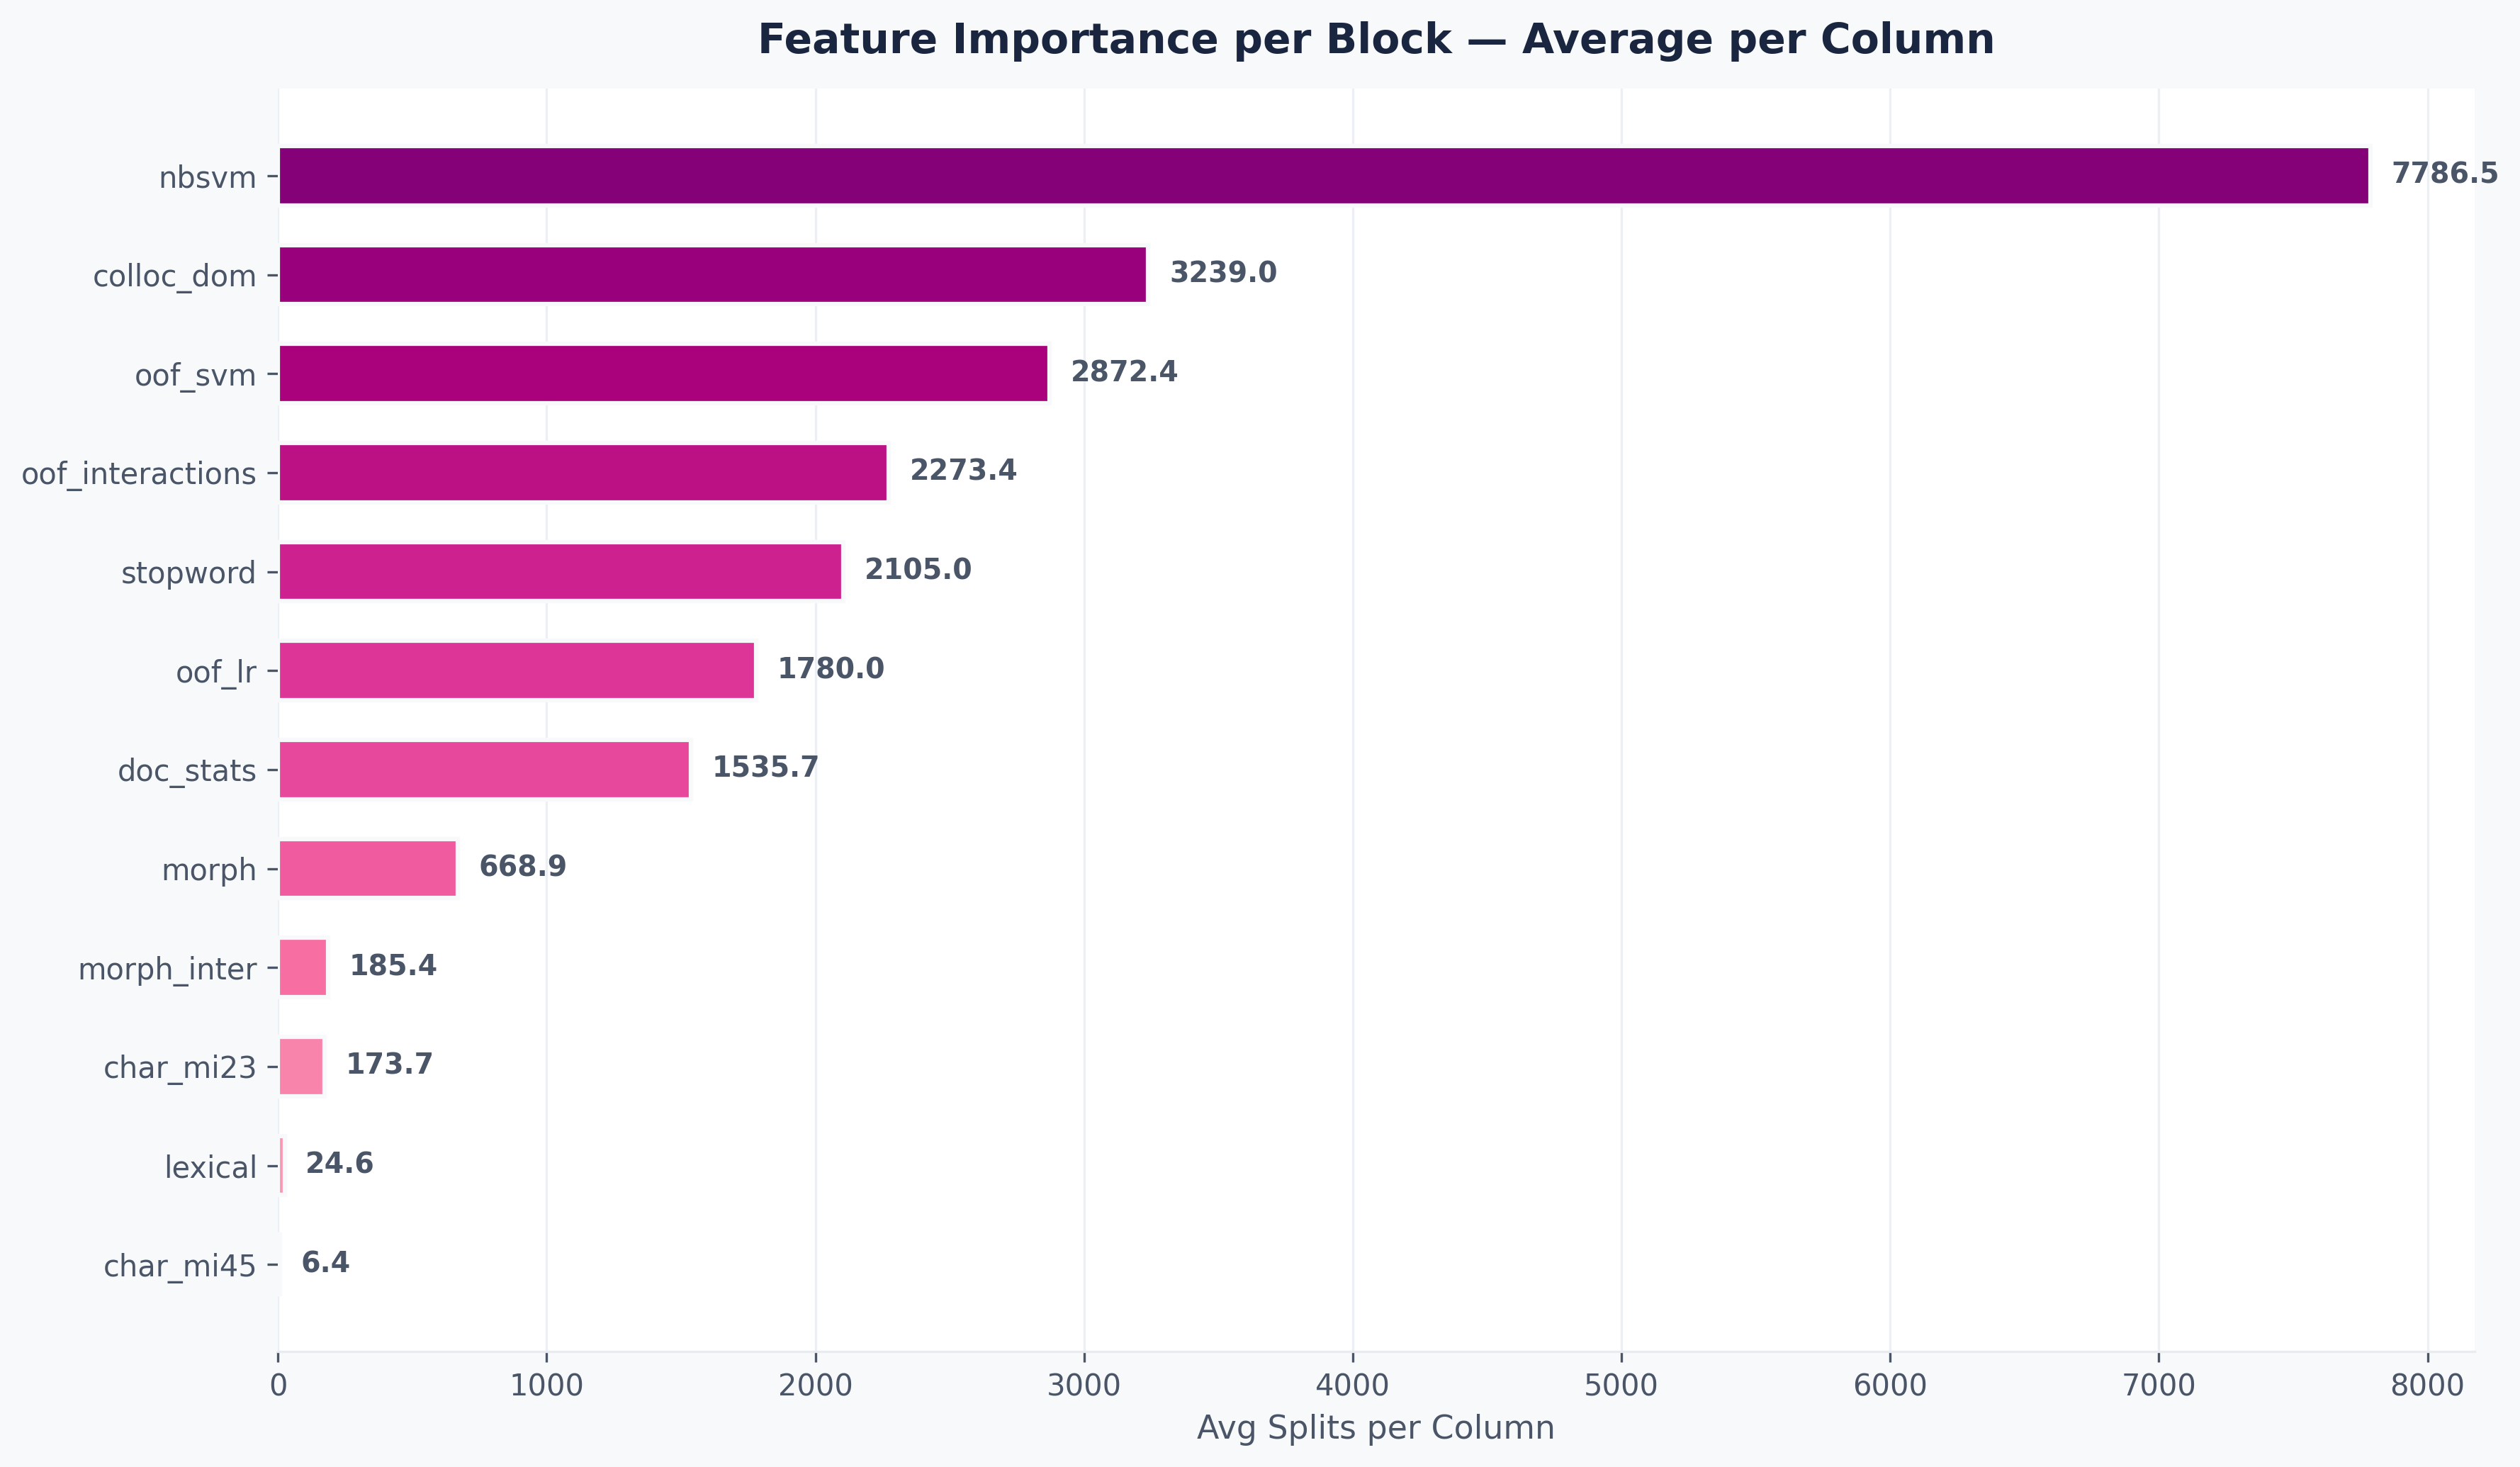 Feature Importance per Block — Average per Column
nbsvm 7786.5
colloc_dom 3239.0
oof_svm 2872.4
oof_interactions 2273.4
stopword 2105.0
oof_lr 1780.0
doc_stats 1535.7
morph 668.9
morph_inter 185.4
char_mi23 173.7
lexical 24.6
char_mi45 6.4
0 1000 2000 3000 4000 5000 6000 7000 8000
Avg Splits per Column